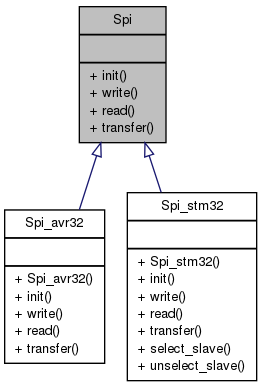 Spi
+ init()
+ write()
+ read()
+ transfer()
Spi_avr32
+ Spi_avr32()
+ init()
+ write()
+ read()
+ transfer()
Spi_stm32
+ Spi_stm32()
+ init()
+ write()
+ read()
+ transfer()
+ select_slave()
+ unselect_slave()